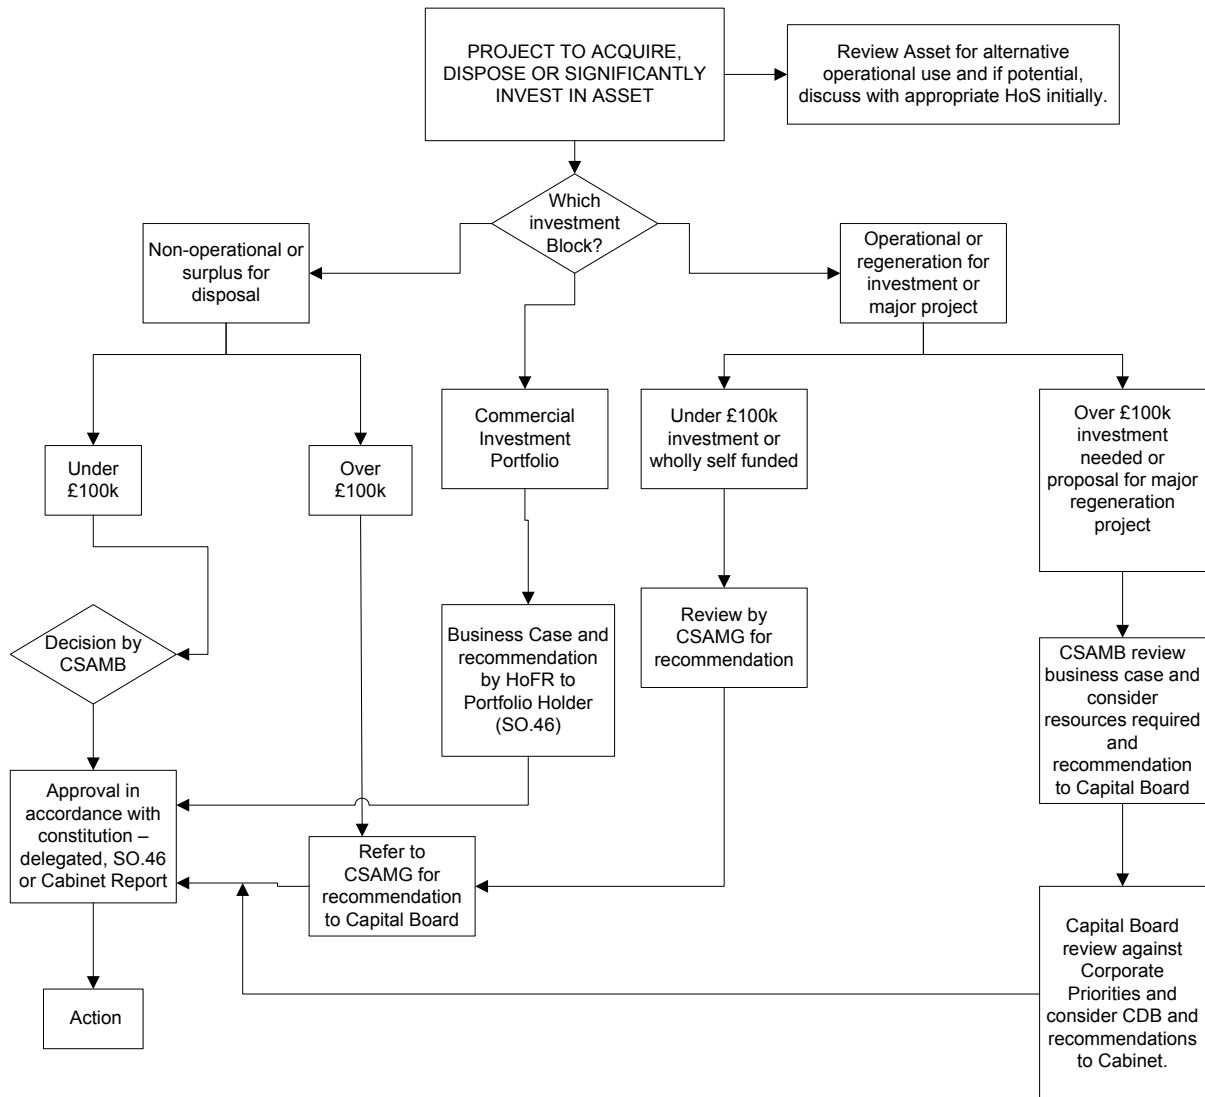 PROJECT TO ACQUIRE,
DISPOSE OR SIGNIFICANTLY
INVEST IN ASSET
Review Asset for alternative
operational use and if potential,
discuss with appropriate HoS initially.
Which
investment
Block?
Non-operational or
surplus for
disposal
Operational or
regeneration for
investment or
major project
Under
£100k
Over
£100k
Commercial
Investment
Portfolio
Under £100k
investment or
wholly self funded
Over £100k
investment
needed or
proposal for major
regeneration
project
Decision by
CSAMB
Business Case and
recommendation
by HoFR to
Portfolio Holder
(SO.46)
Review by
CSAMG for
recommendation
CSAMB review
business case and
consider
resources required
and
recommendation
to Capital Board
Approval in
accordance with
constitution –
delegated, SO.46
or Cabinet Report
Refer to
CSAMG for
recommendation
to Capital Board
Capital Board
review against
Corporate
Priorities and
consider CDB and
recommendations
to Cabinet.
Action